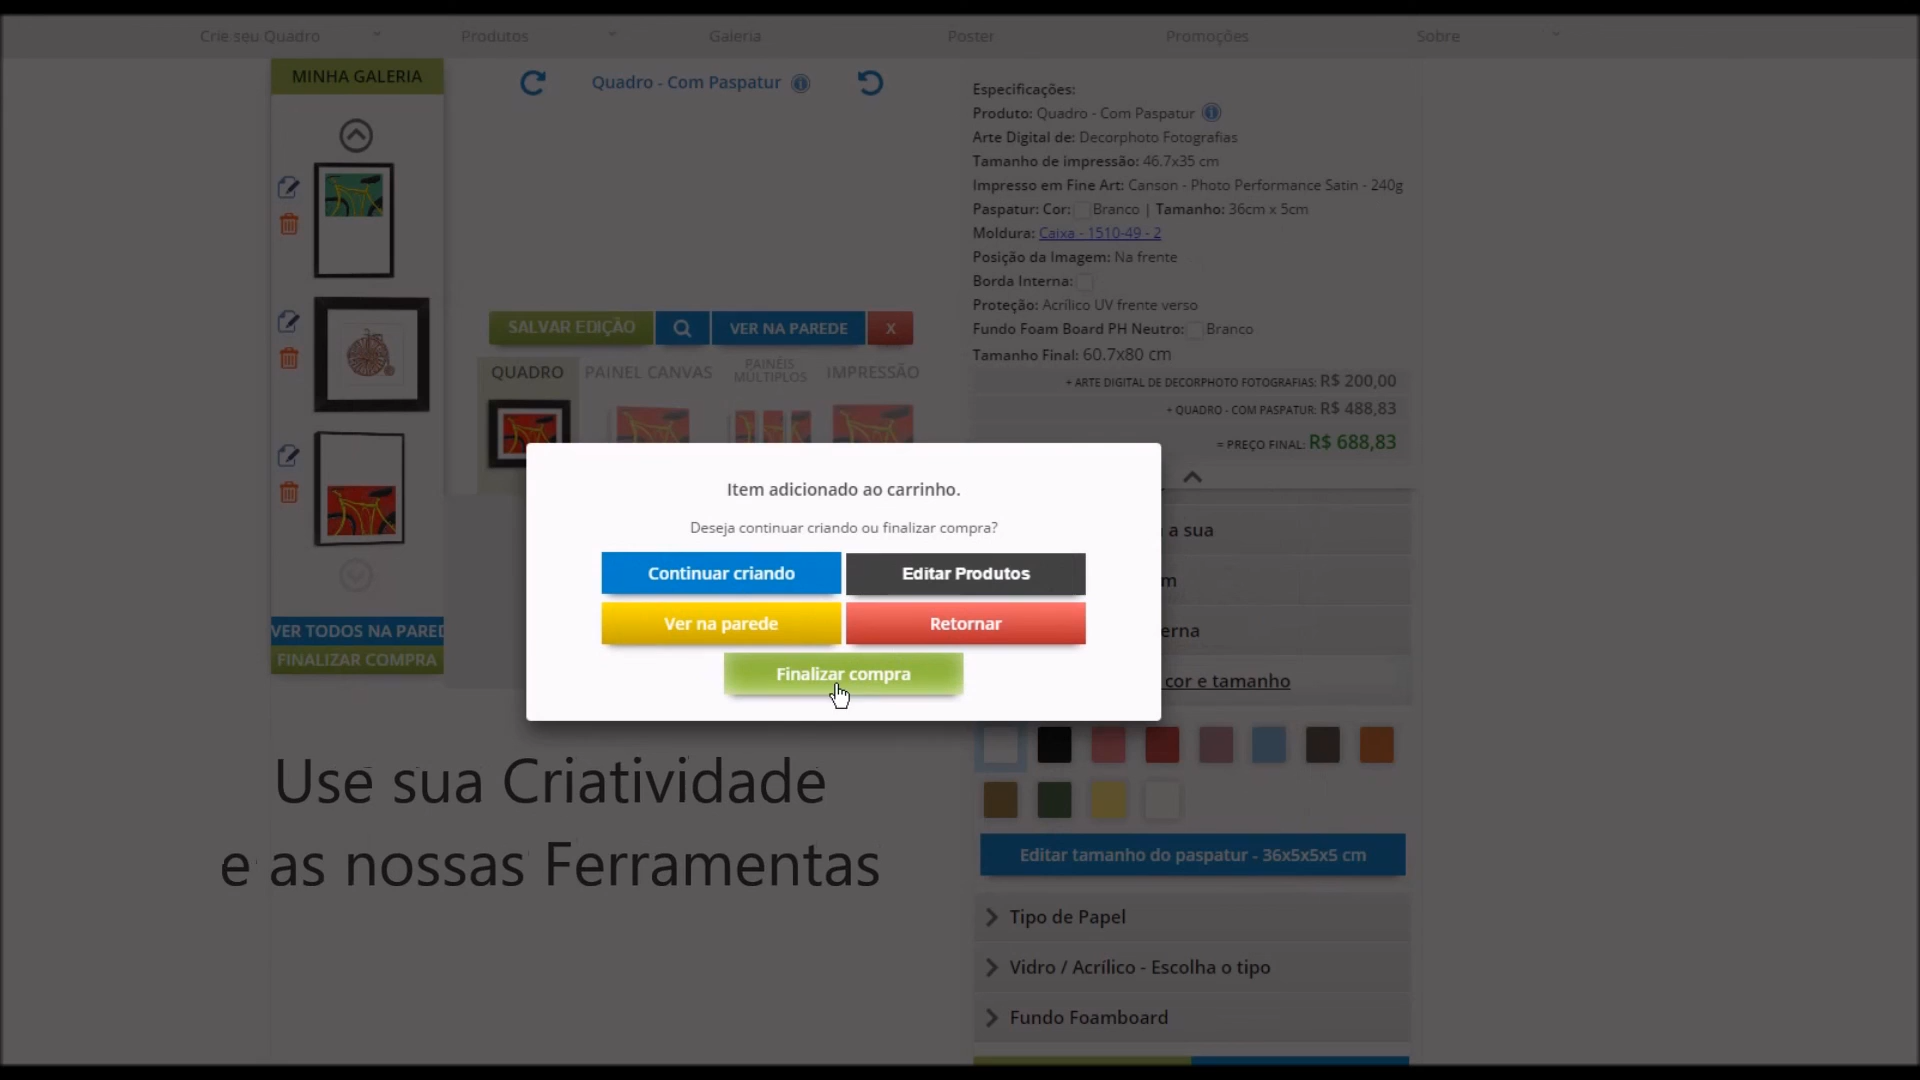 Crie seu Quadro
Produtos
Galeria
Poster
Promoções
Sobre
MINHA GALERIA
VER TODOS NA PARED
FINALIZAR COMPRA
Quadro - Com Paspatur
SALVAR EDIÇÃO
VER NA PAREDE
X
QUADRO
PAINEL CANVAS
PAINÉIS
MÚLTIPLOS
IMPRESSÃO
Especificações:
Produto: Quadro - Com Paspatur
Arte Digital de: Decorphoto Fotografias
Tamanho de impressão: 46.7x35 cm
Impresso em Fine Art: Canson - Photo Performance Satin - 240g
Paspatur: Cor: Branco | Tamanho: 36cm x 5cm
Moldura: Caixa - 1510-49 - 2
Posição da Imagem: Na frente
Borda Interna:
Proteção: Acrílico UV frente verso
Fundo Foam Board PH Neutro: Branco
Tamanho Final: 60.7x80 cm
+ ARTE DIGITAL DE DECORPHOTO FOTOGRAFIAS: R$ 200,00
+ QUADRO - COM PASPATUR: R$ 488,83
= PREÇO FINAL: R$ 688,83
Item adicionado ao carrinho.
Deseja continuar criando ou finalizar compra?
Continuar criando
Editar Produtos
Ver na parede
Retornar
Finalizar compra
a sua
m
erna
cor e tamanho
Editar tamanho do paspatur - 36x5x5x5 cm
Tipo de Papel
Vidro / Acrílico - Escolha o tipo
Fundo Foamboard
Use sua Criatividade
e as nossas Ferramentas